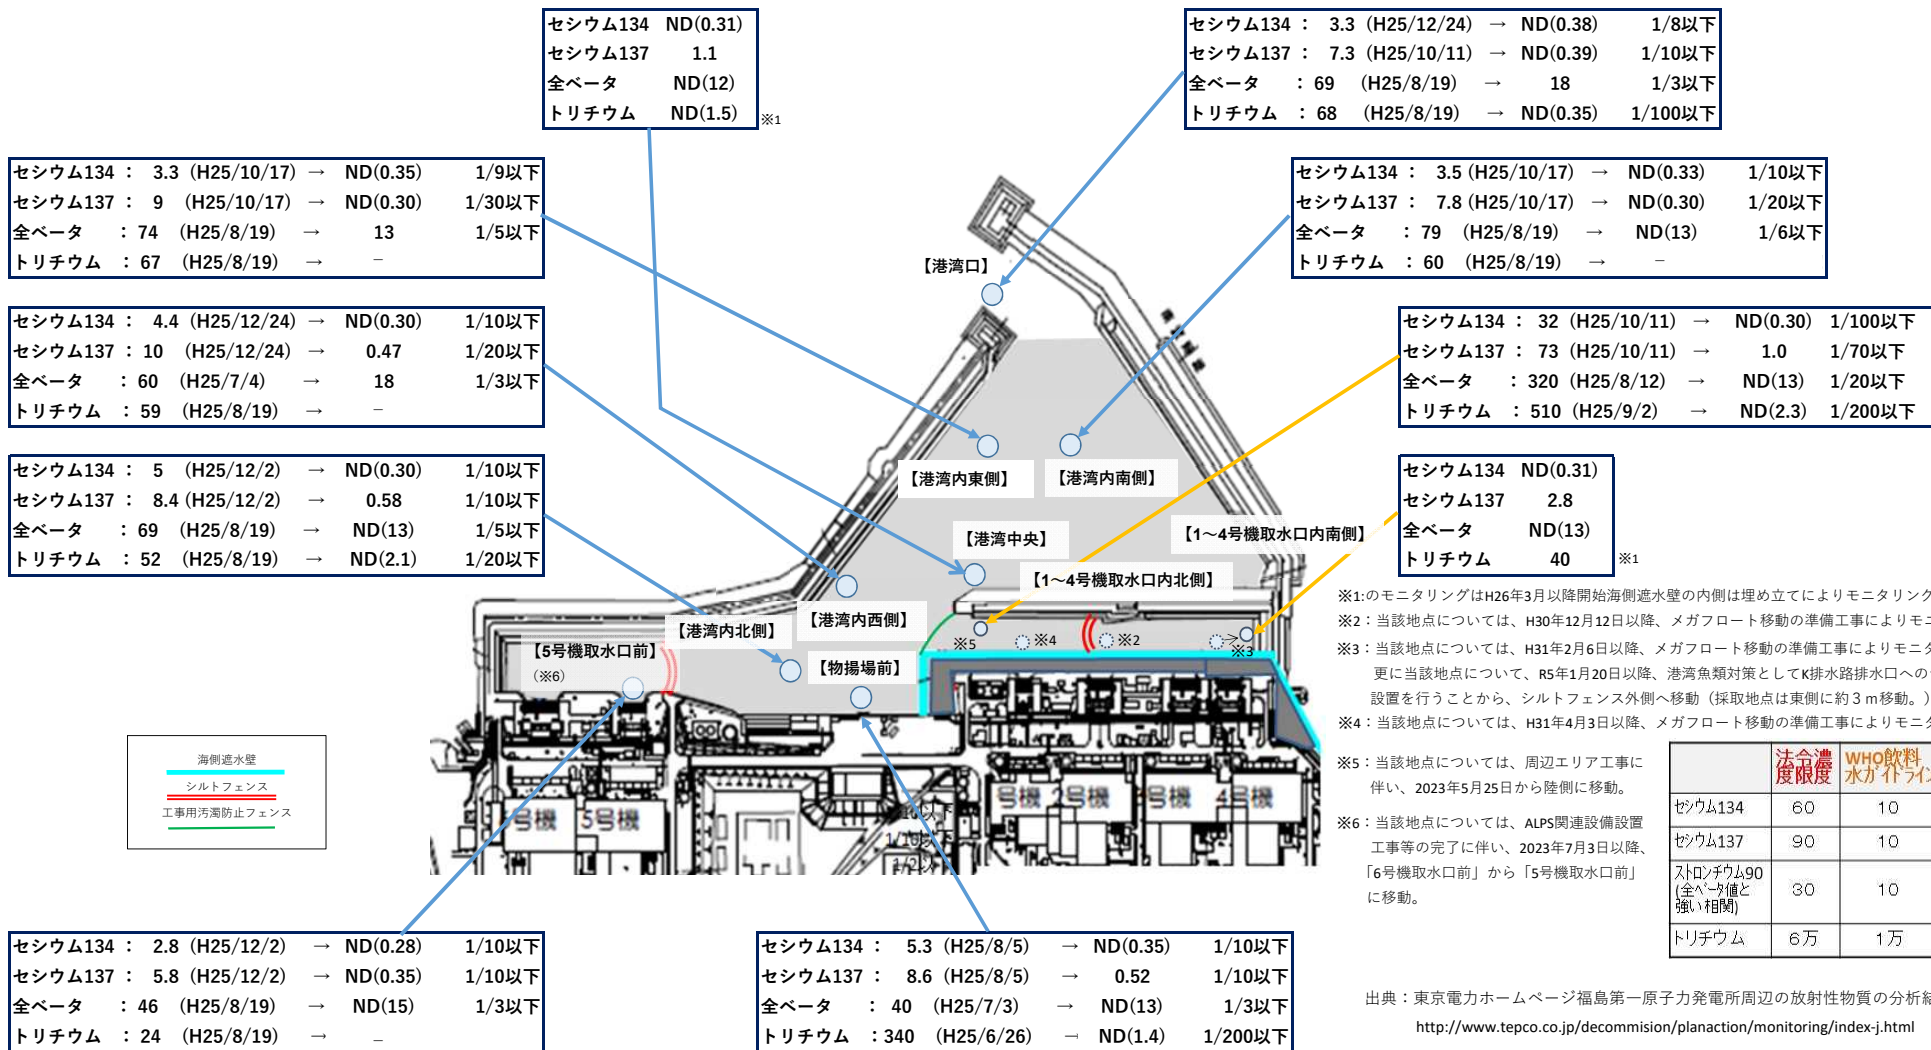 セシウム134 ND(0.31)
セシウム137 1.1
全ベータ ND(12)
トリチウム ND(1.5)
※1
セシウム134 : 3.3 (H25/12/24) → ND(0.38) 1/8以下
セシウム137 : 7.3 (H25/10/11) → ND(0.39) 1/10以下
全ベータ : 69 (H25/8/19) → 18 1/3以下
トリチウム : 68 (H25/8/19) → ND(0.35) 1/100以下
セシウム134 : 3.3 (H25/10/17) → ND(0.35) 1/9以下
セシウム137 : 9 (H25/10/17) → ND(0.30) 1/30以下
全ベータ : 74 (H25/8/19) → 13 1/5以下
トリチウム : 67 (H25/8/19) → −
セシウム134 : 3.5 (H25/10/17) → ND(0.33) 1/10以下
セシウム137 : 7.8 (H25/10/17) → ND(0.30) 1/20以下
全ベータ : 79 (H25/8/19) → ND(13) 1/6以下
トリチウム : 60 (H25/8/19) → −
セシウム134 : 4.4 (H25/12/24) → ND(0.30) 1/10以下
セシウム137 : 10 (H25/12/24) → 0.47 1/20以下
全ベータ : 60 (H25/7/4) → 18 1/3以下
トリチウム : 59 (H25/8/19) → −
セシウム134 : 32 (H25/10/11) → ND(0.30) 1/100以下
セシウム137 : 73 (H25/10/11) → 1.0 1/70以下
全ベータ : 320 (H25/8/12) → ND(13) 1/20以下
トリチウム : 510 (H25/9/2) → ND(2.3) 1/200以下
セシウム134 : 5 (H25/12/2) → ND(0.30) 1/10以下
セシウム137 : 8.4 (H25/12/2) → 0.58 1/10以下
全ベータ : 69 (H25/8/19) → ND(13) 1/5以下
トリチウム : 52 (H25/8/19) → ND(2.1) 1/20以下
セシウム134 ND(0.31)
セシウム137 2.8
全ベータ ND(13)
トリチウム 40
※1
【港湾口】
【港湾内東側】
【港湾内南側】
【港湾中央】
【1〜4号機取水口内南側】
【1〜4号機取水口内北側】
【港湾内西側】
【港湾内北側】
【5号機取水口前】
(※6)
【物揚場前】
※5
※4
※2
※3
号機 5号機
号機 2号機 号機 4号機
1/10以下
※1:のモニタリングはH26年3月以降開始海側遮水壁の内側は埋め立てによりモニタリング
※2：当該地点については、H30年12月12日以降、メガフロート移動の準備工事によりモニ
※3：当該地点については、H31年2月6日以降、メガフロート移動の準備工事によりモニタ
更に当該地点について、R5年1月20日以降、港湾魚類対策としてK排水路排水口への
設置を行うことから、シルトフェンス外側へ移動（採取地点は東側に約３ｍ移動。）
※4：当該地点については、H31年4月3日以降、メガフロート移動の準備工事によりモニタ
※5：当該地点については、周辺エリア工事に
伴い、2023年5月25日から陸側に移動。
※6：当該地点については、ALPS関連設備設置
工事等の完了に伴い、2023年7月3日以降、
「6号機取水口前」から「5号機取水口前」
に移動。
海側遮水壁
シルトフェンス
工事用汚濁防止フェンス
法令濃度限度 WHO飲料水ガイドライン
セシウム134 60 10
セシウム137 90 10
ストロンチウム90
(全ベータ値と
強い相関) 30 10
トリチウム 6万 1万
セシウム134 : 2.8 (H25/12/2) → ND(0.28) 1/10以下
セシウム137 : 5.8 (H25/12/2) → ND(0.35) 1/10以下
全ベータ : 46 (H25/8/19) → ND(15) 1/3以下
トリチウム : 24 (H25/8/19) → −
セシウム134 : 5.3 (H25/8/5) → ND(0.35) 1/10以下
セシウム137 : 8.6 (H25/8/5) → 0.52 1/10以下
全ベータ : 40 (H25/7/3) → ND(13) 1/3以下
トリチウム : 340 (H25/6/26) → ND(1.4) 1/200以下
出典：東京電力ホームページ福島第一原子力発電所周辺の放射性物質の分析結
http://www.tepco.co.jp/decommision/planaction/monitoring/index-j.html